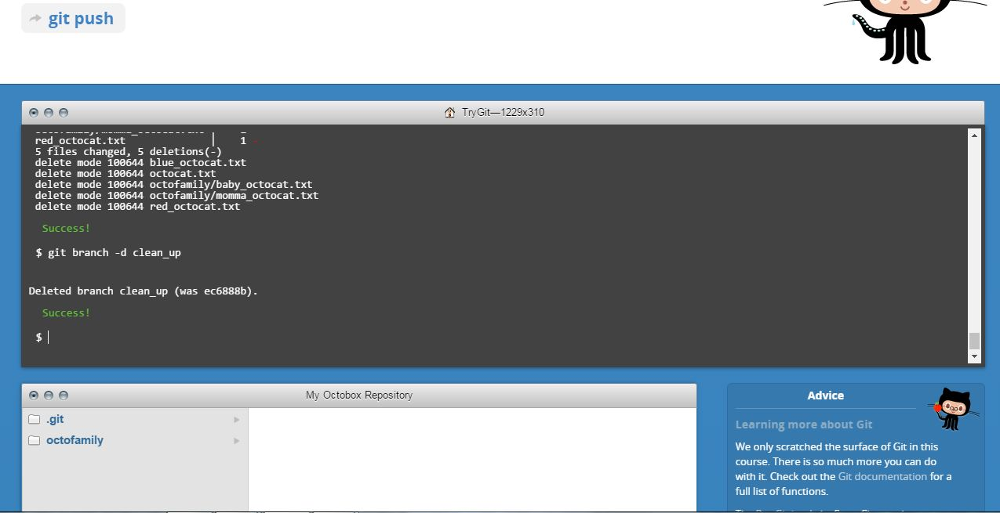 git push
TryGit—1229x310
red_octocat.txt | 1 -
5 files changed, 5 deletions(-)
delete mode 100644 blue_octocat.txt
delete mode 100644 octocat.txt
delete mode 100644 octofamily/baby_octocat.txt
delete mode 100644 octofamily/momma_octocat.txt
delete mode 100644 red_octocat.txt
Success!
$ git branch -d clean_up
Deleted branch clean_up (was ec6888b).
Success!
$
My Octobox Repository
.git
octofamily
Advice
Learning more about Git
We only scratched the surface of Git in this
course. There is so much more you can do
with it. Check out the Git documentation for a
full list of functions.